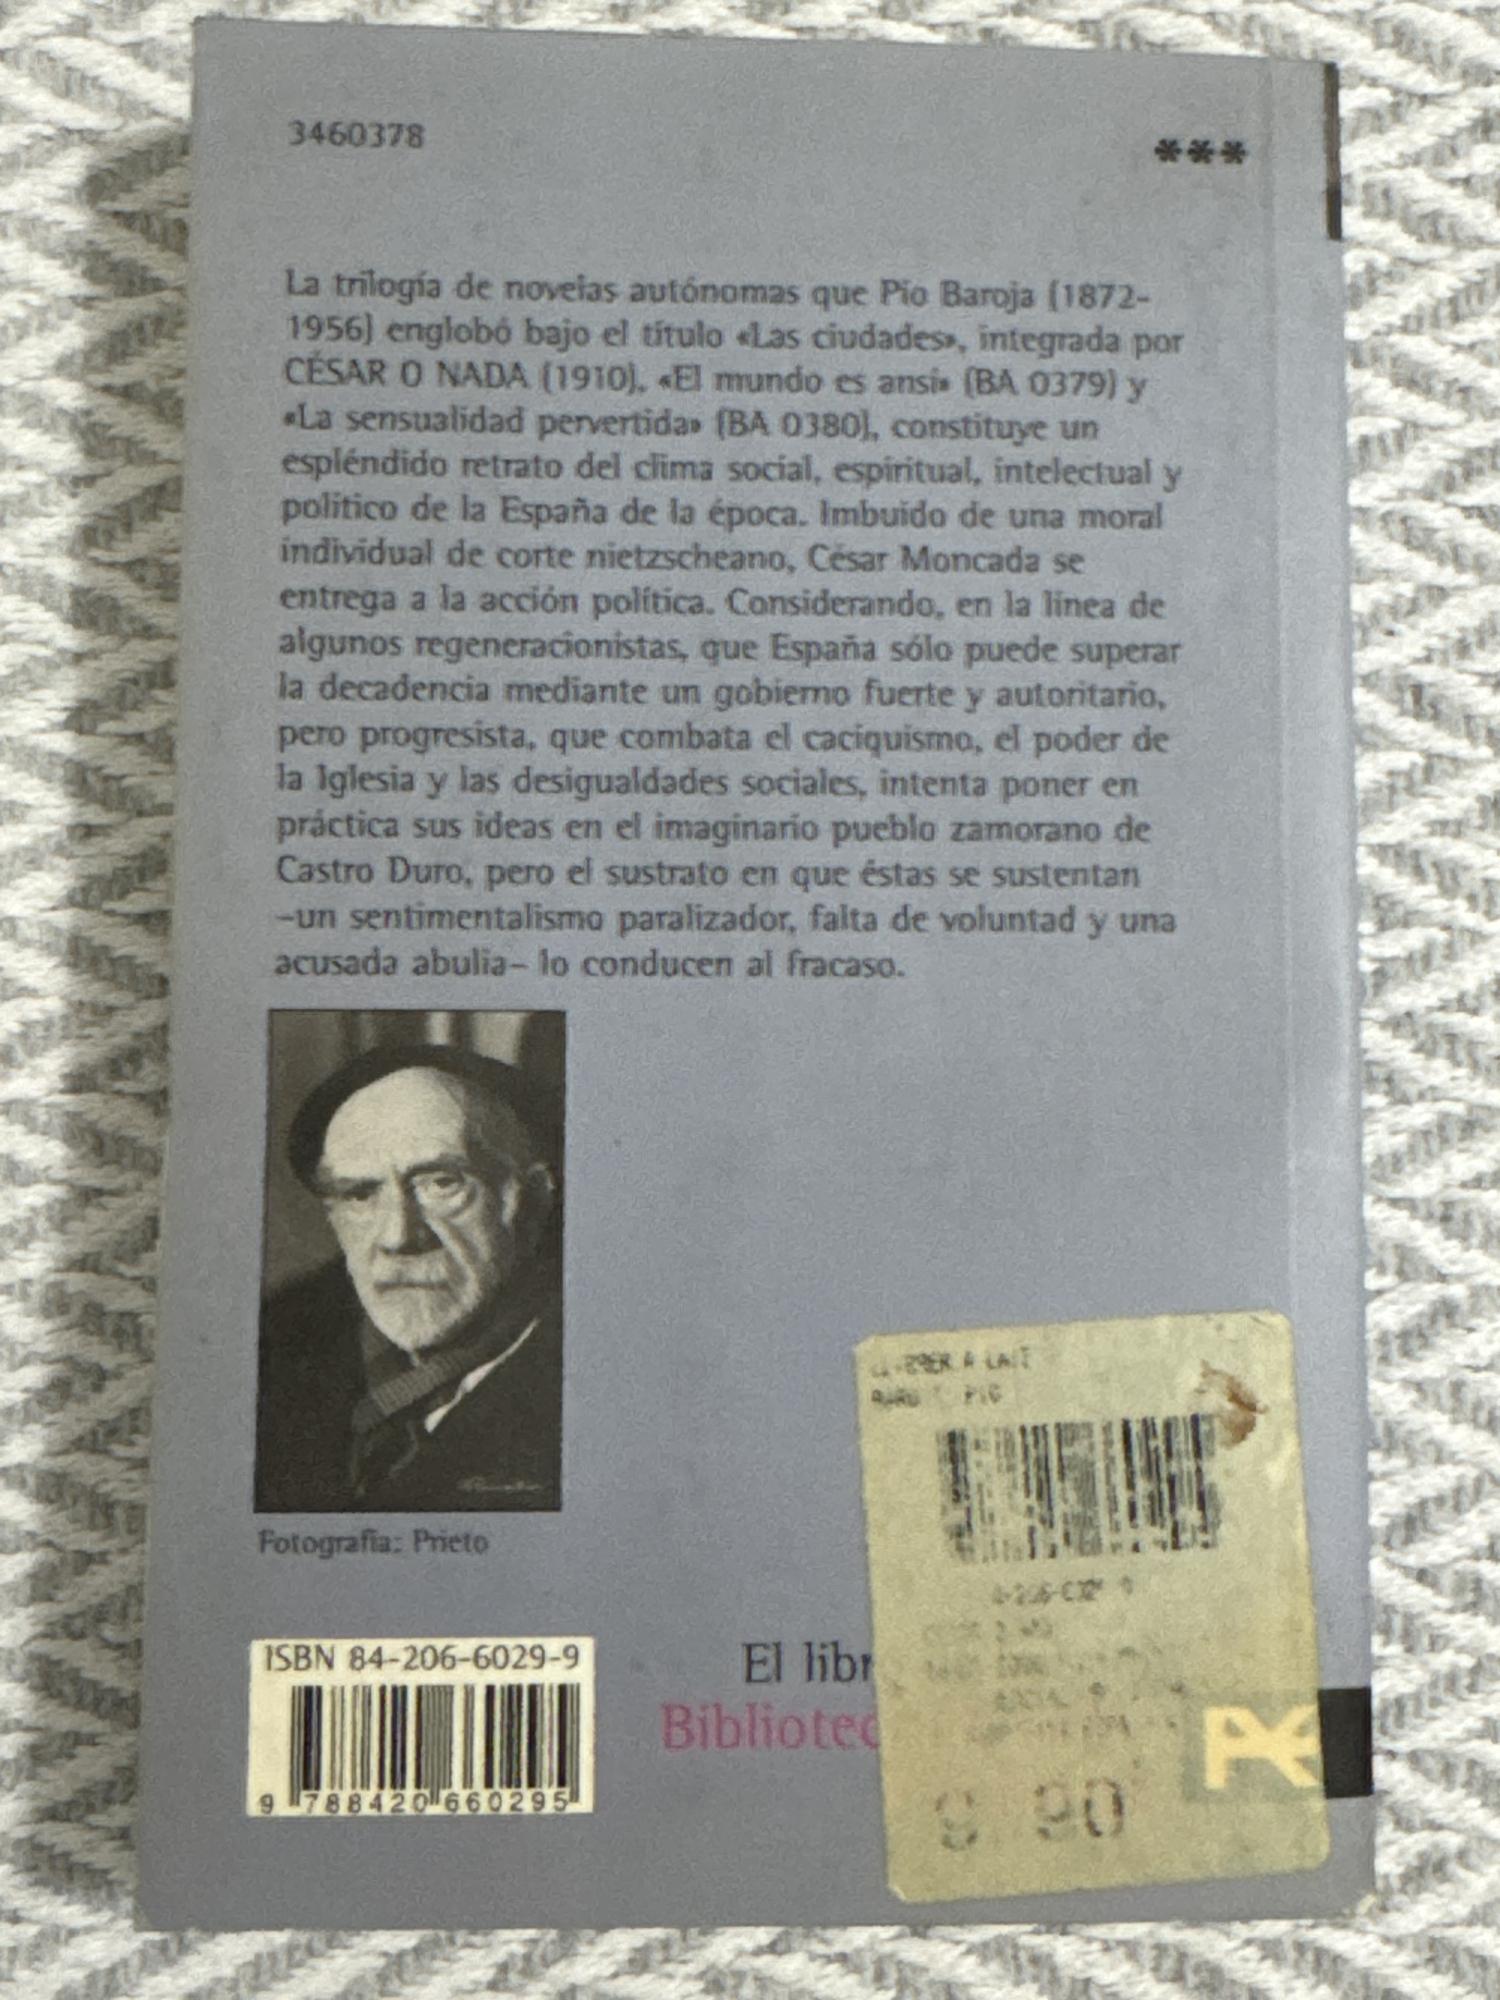 3460378
***
La trilogía de novelas autónomas que Pío Baroja (1872-
1956) englobó bajo el título «Las ciudades», integrada por
CÉSAR O NADA (1910), «El mundo es ansí» (BA 0379) y
«La sensualidad pervertida» (BA 0380), constituye un
espléndido retrato del clima social, espiritual, intelectual y
político de la España de la época. Imbuido de una moral
individual de corte nietzscheano, César Moncada se
entrega a la acción política. Considerando, en la línea de
algunos regeneracionistas, que España sólo puede superar
la decadencia mediante un gobierno fuerte y autoritario,
pero progresista, que combata el caciquismo, el poder de
la Iglesia y las desigualdades sociales, intenta poner en
práctica sus ideas en el imaginario pueblo zamorano de
Castro Duro, pero el sustrato en que éstas se sustentan
–un sentimentalismo paralizador, falta de voluntad y una
acusada abulia– lo conducen al fracaso.
Fotografía: Prieto
ISBN 84-206-6029-9
9 788420 660295
El libr
Bibliotec
9 90